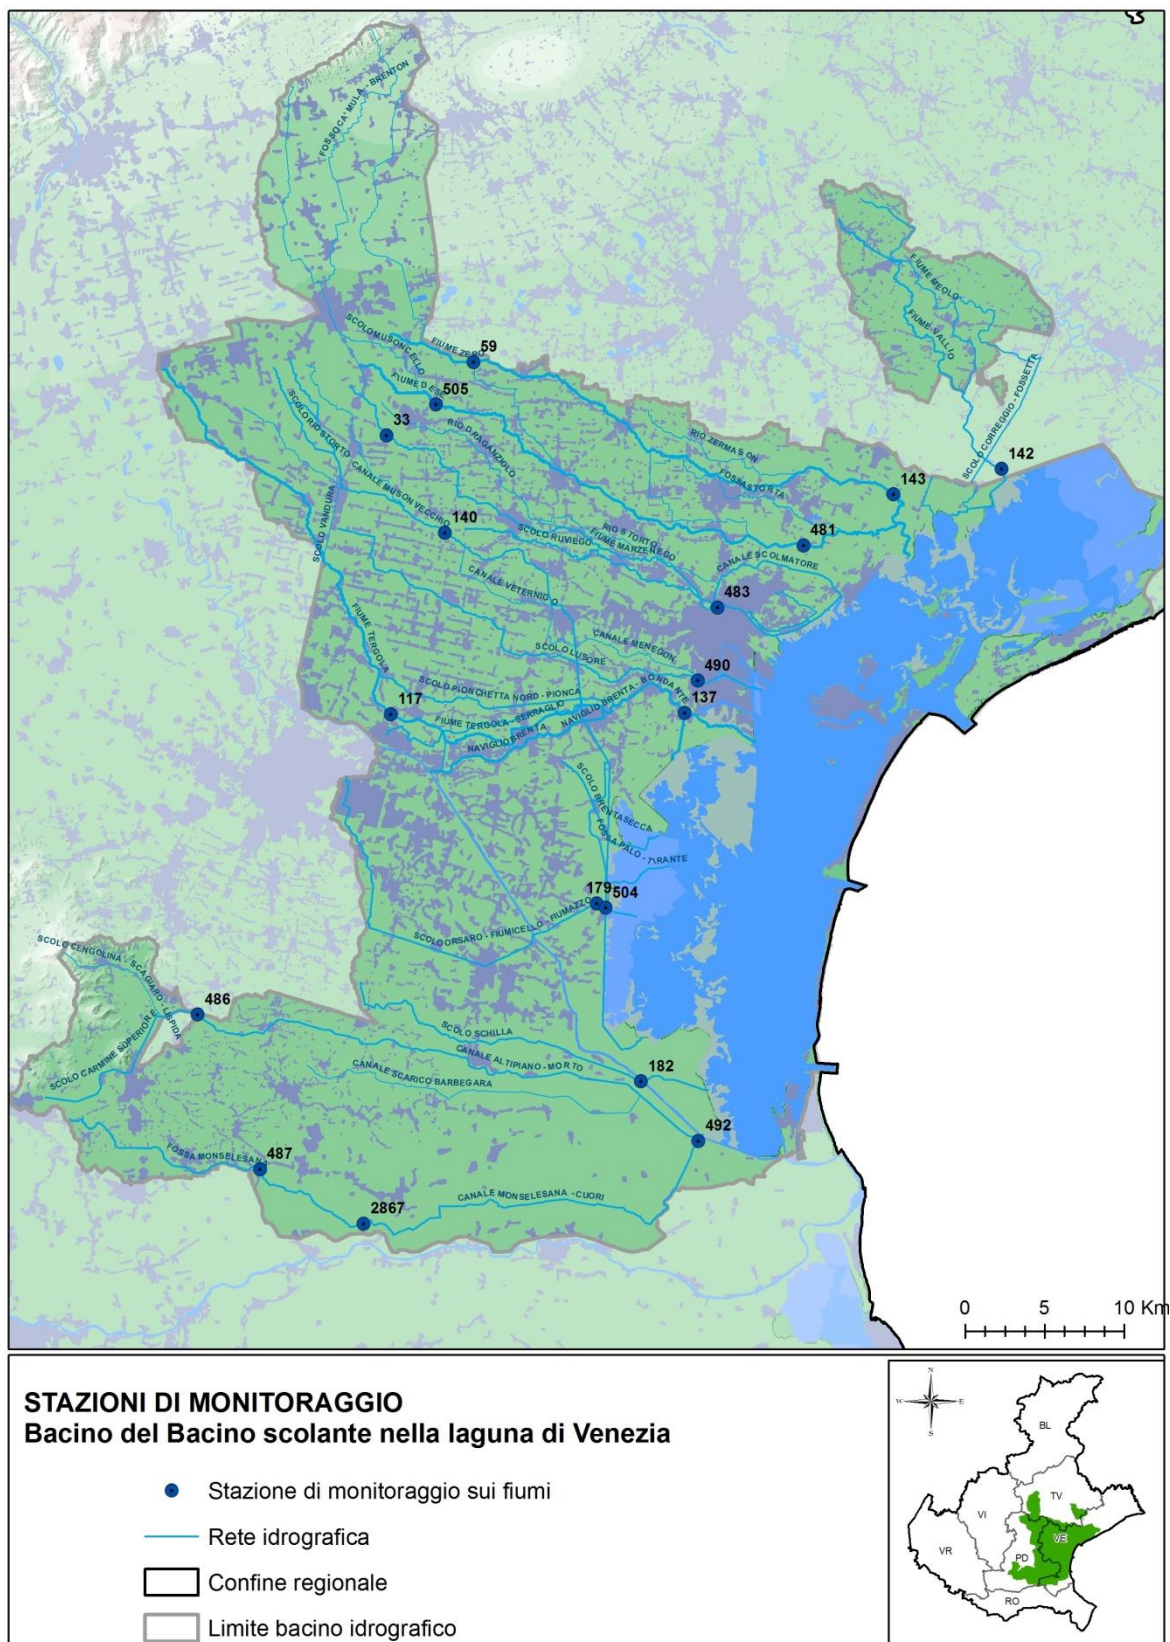 FOSSO CA' MULA - BRENTON
FIUME MEOLO
FIUME VALLIO
SCOLO MUSONCELLO
FIUME ZERO
59
FIUME DESE
505
SCOLO CORREGGIO - FOSSETTA
33
SCOLO RIO STORTO
RIO DRAGANZIOLO
RIO ZERMASON
142
CANALE MUSON VECCHIO
FOSSA STORTA
143
SCOLO VANDURA
140
RIO STORTO
FIUME MARZENEGO
SCOLO RUVIEGO
481
CANALE SCOLMATORE
CANALE VETERNIGO
483
FIUME TERGOLA
CANALE MENEGON
SCOLO LUSORE
490
SCOLO PIONCHETTA NORD - PIONCA
117
137
FIUME TERGOLA - SERRAGLIO
NAVIGLIO BRENTA - BONDANTE
NAVIGLIO BRENTA
SCOLO BRENTASECCA
FOSSA PALO - TIRANTE
179
504
SCOLO ORSARO - FIUMICELLO - FIUMAZZO
SCOLO CENGOLINA - SCAGIARO - LISPIDA
486
SCOLO CARMINE SUPERIORE
SCOLO SCHILLA
CANALE ALTIPIANO - MORTO
182
CANALE SCARICO BARBEGARA
492
FOSSA MONSELESANA
487
CANALE MONSELESANA - CUORI
2867
0 5 10 Km
STAZIONI DI MONITORAGGIO
Bacino del Bacino scolante nella laguna di Venezia
Stazione di monitoraggio sui fiumi
Rete idrografica
Confine regionale
Limite bacino idrografico
N
W E
S
BL
TV
VI
VE
VR
PD
RO